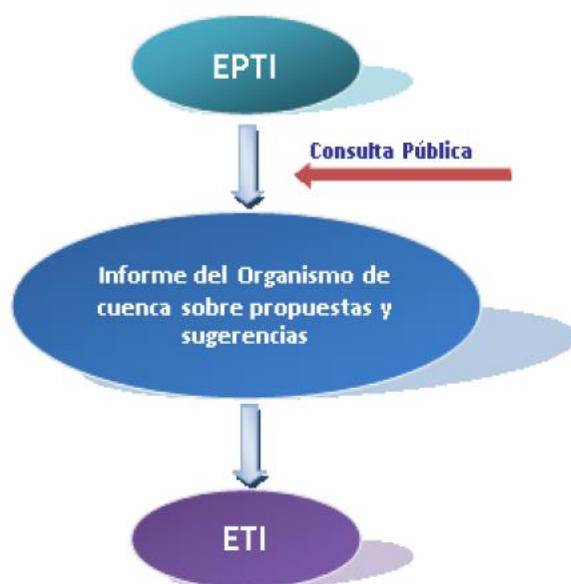 EPTI
Consulta Pública
Informe del Organismo de
cuenca sobre propuestas y
sugerencias
ETI